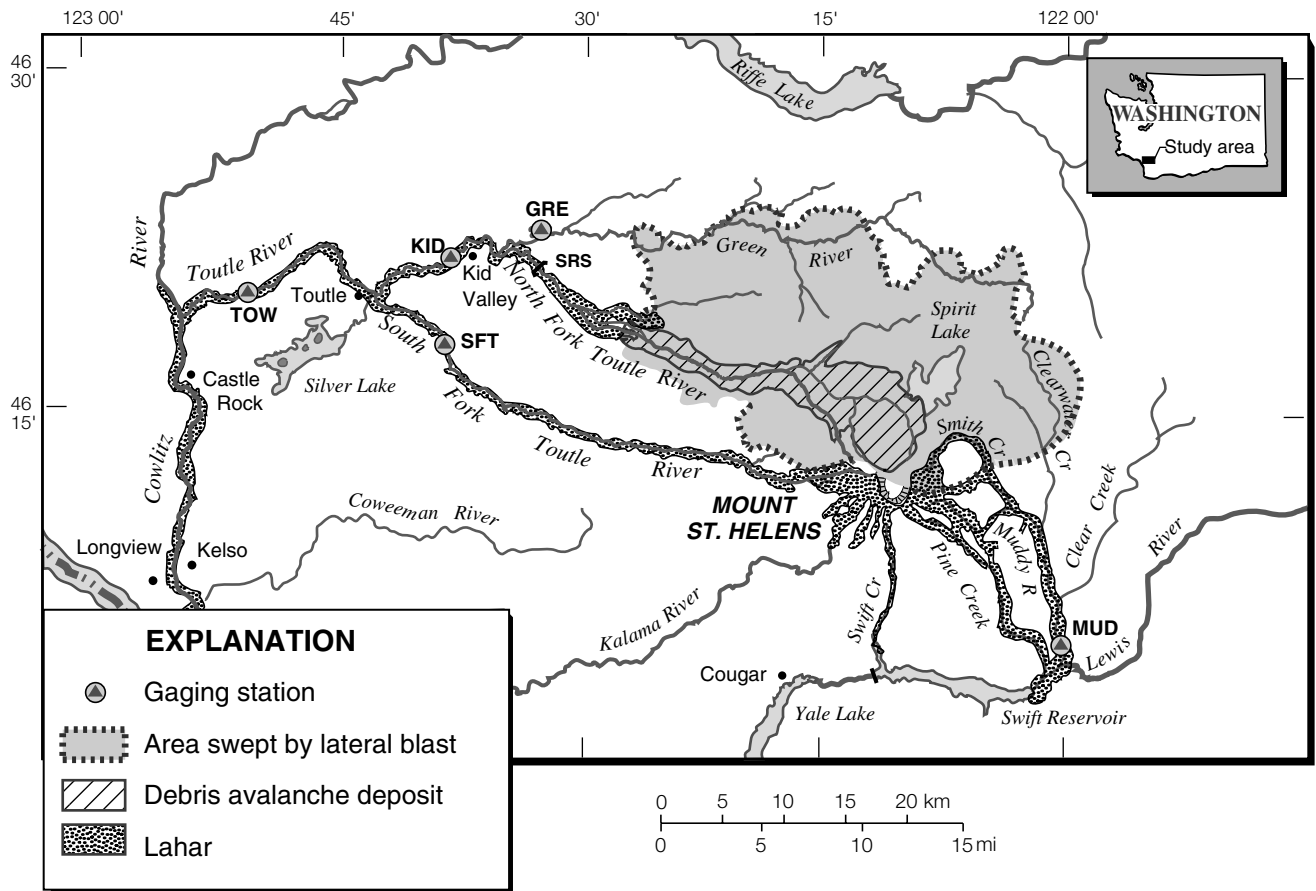 123 00'
45'
30'
15'
122 00'
46
30'
46
15'
Riffe Lake
WASHINGTON
Study area
River
Toutle River
TOW
Toutle
KID
Kid
Valley
GRE
SRS
Green
River
North Fork Toutle River
Spirit
Lake
Clearwater Cr
Smith Cr
SFT
South
Fork
Toutle
River
Silver Lake
Castle
Rock
Cowlitz
Coweeman River
Longview
Kelso
MOUNT
ST. HELENS
Kalama River
Swift Cr
Pine Creek
Muddy R
Clear Creek
River
MUD
Lewis
Cougar
Yale Lake
Swift Reservoir
EXPLANATION
Gaging station
Area swept by lateral blast
Debris avalanche deposit
Lahar
0 5 10 15 20 km
0 5 10 15 mi